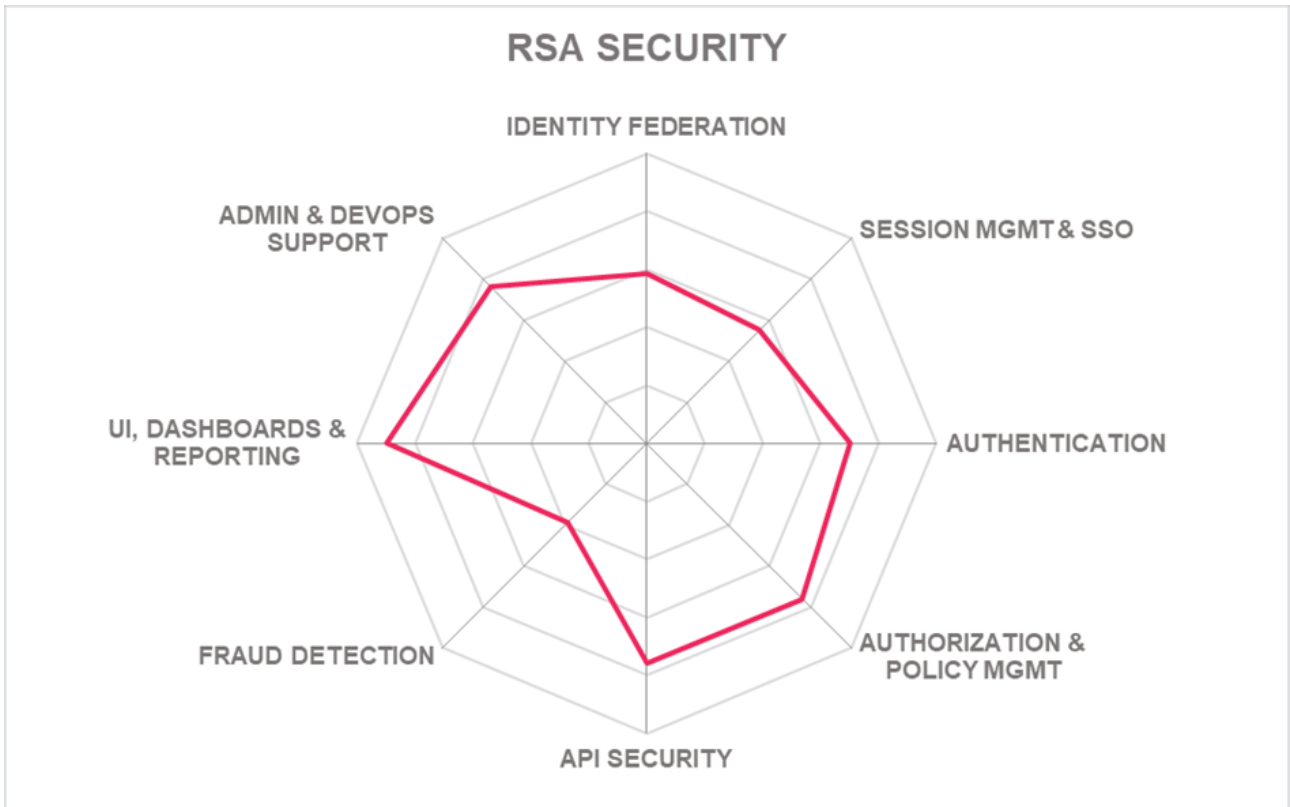 RSA SECURITY
IDENTITY FEDERATION
ADMIN & DEVOPS
SUPPORT
SESSION MGMT & SSO
UI, DASHBOARDS &
REPORTING
AUTHENTICATION
FRAUD DETECTION
AUTHORIZATION &
POLICY MGMT
API SECURITY